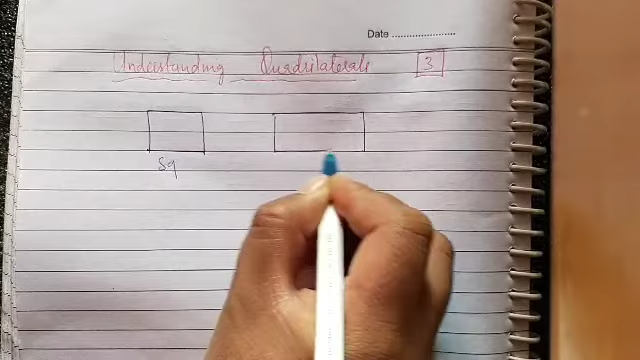 Date ......................
Understanding Quadrilaterals 3
Sq